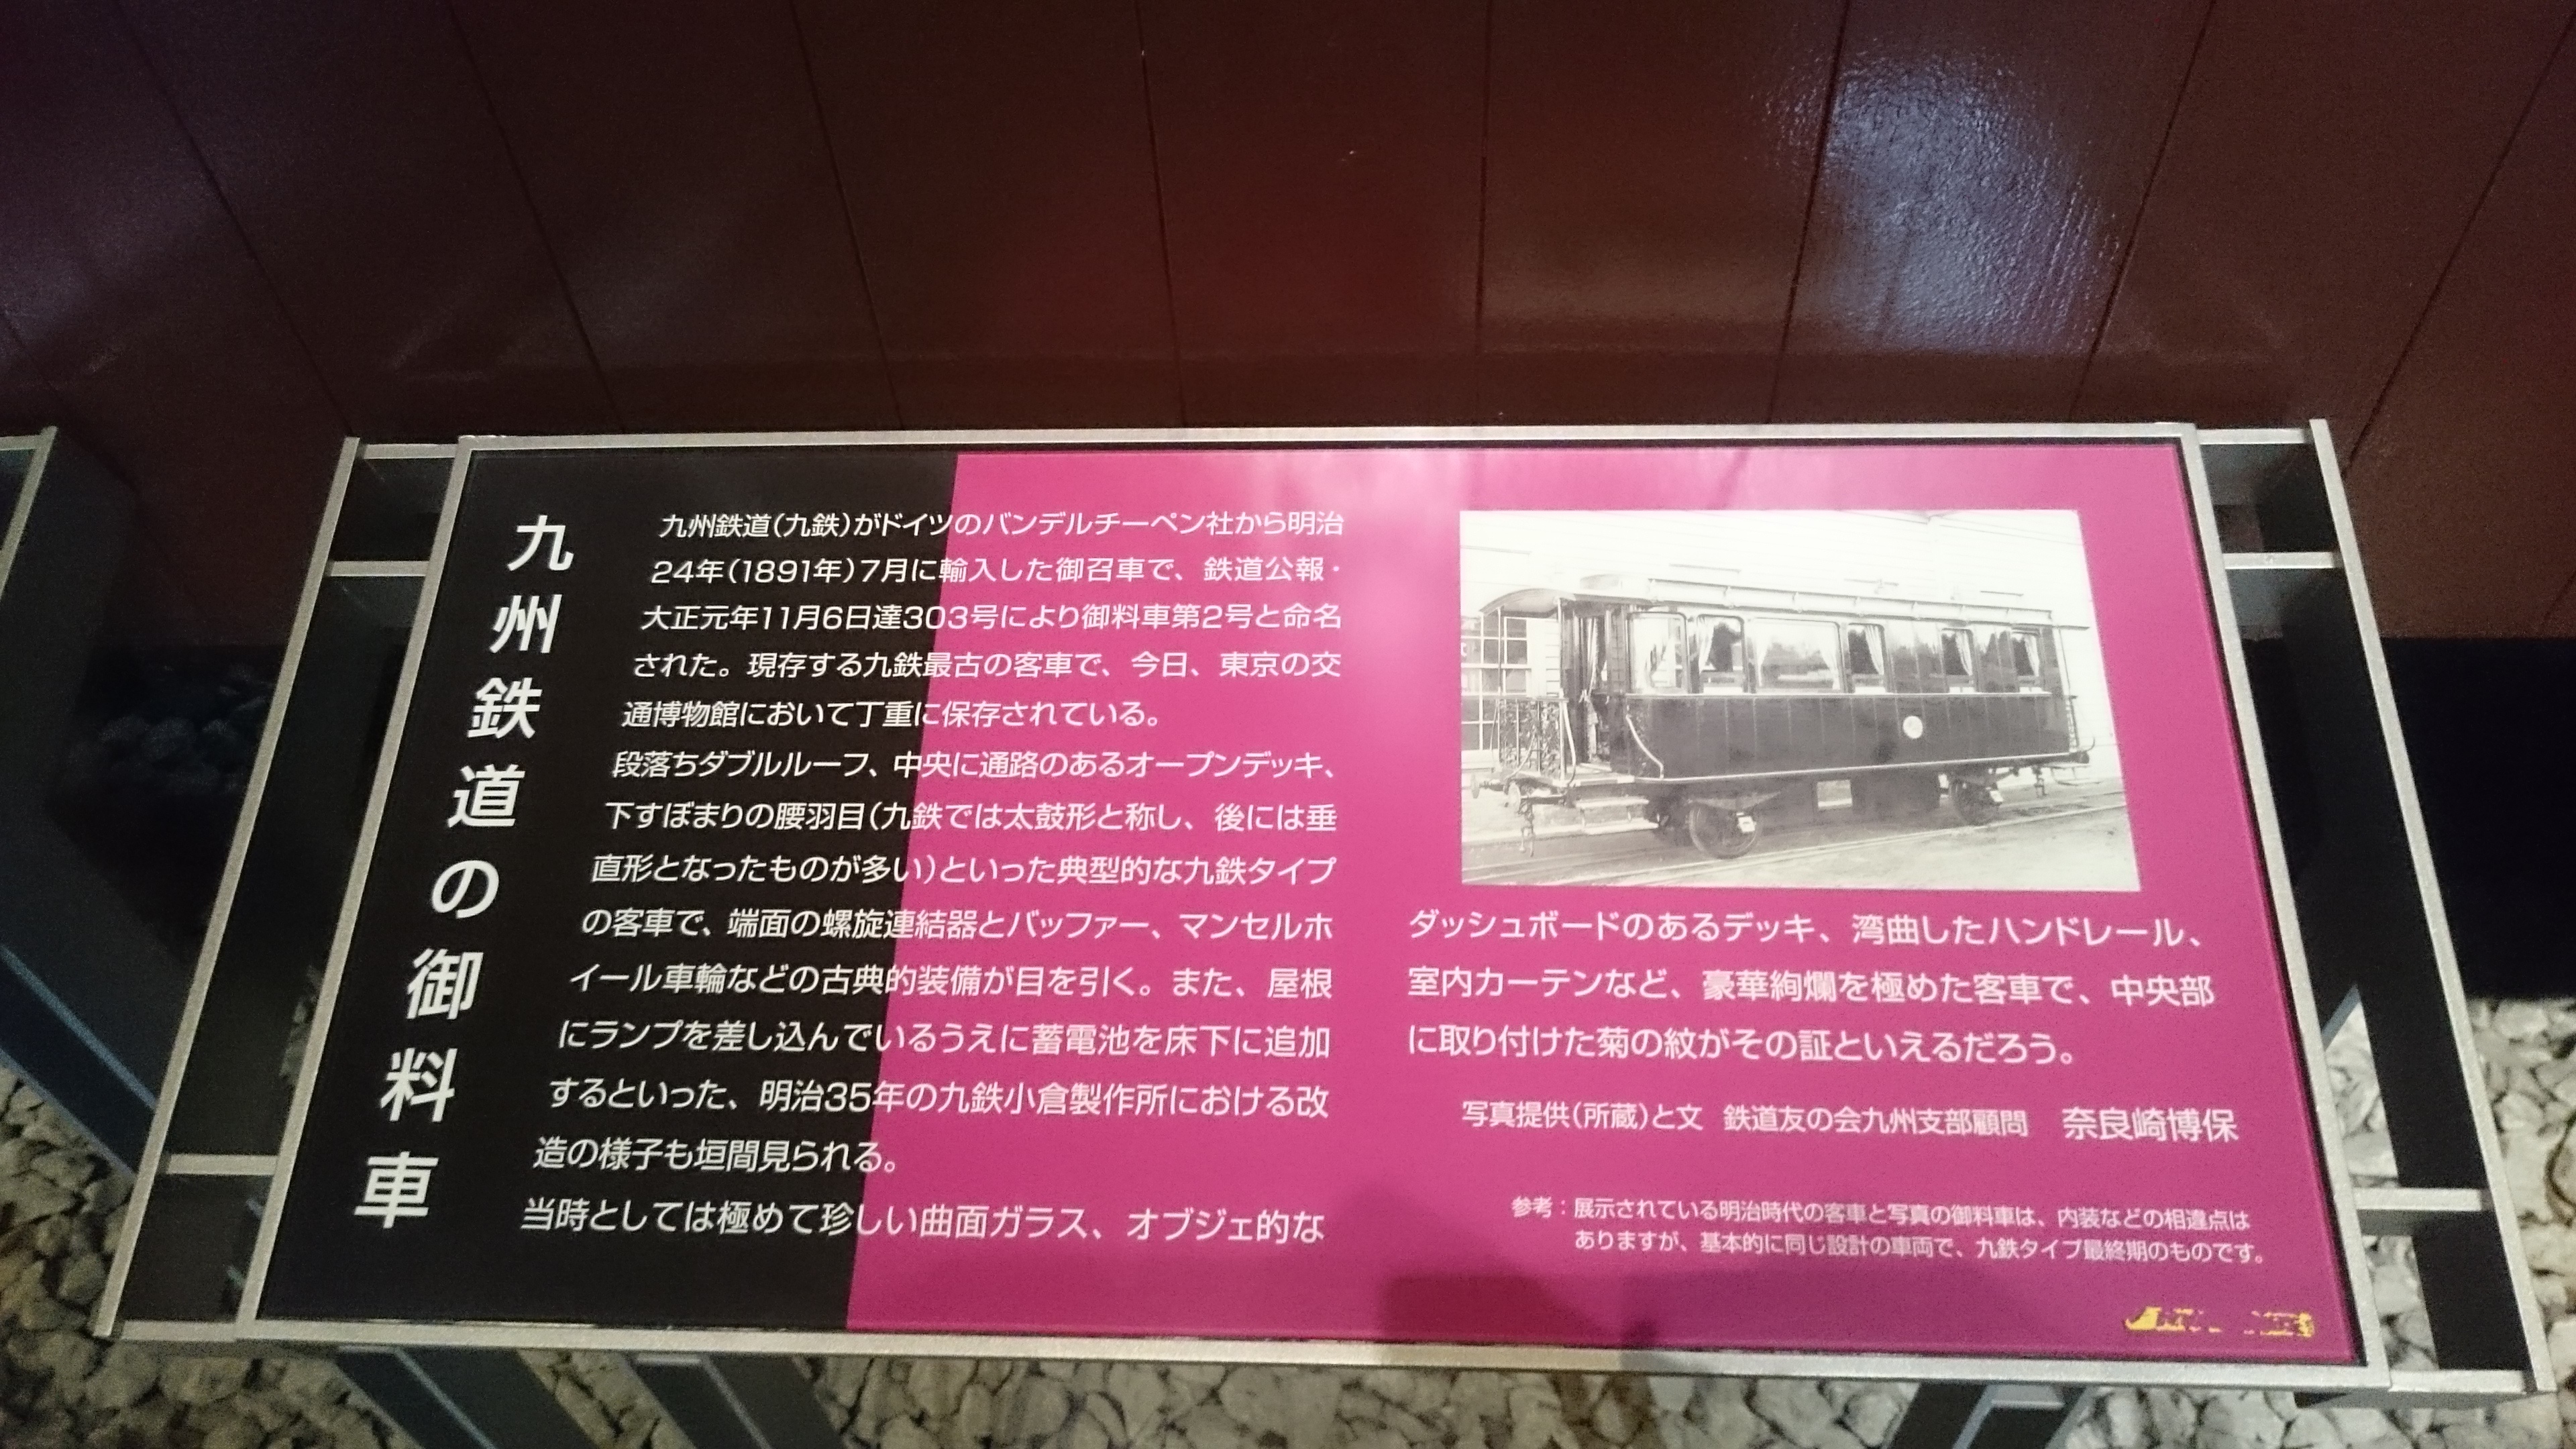 九州鉄道の御料車
九州鉄道(九鉄)がドイツのバンデルチーペン社から明治
24年(1891年)7月に輸入した御召車で、鉄道公報・
大正元年11月6日達303号により御料車第2号と命名
された。現存する九鉄最古の客車で、今日、東京の交
通博物館において丁重に保存されている。
段落ちダブルルーフ、中央に通路のあるオープンデッキ、
下すぼまりの腰羽目(九鉄では太鼓形と称し、後には垂
直形となったものが多い)といった典型的な九鉄タイプ
の客車で、端面の螺旋連結器とバッファー、マンセルホ
イール車輪などの古典的装備が目を引く。また、屋根
にランプを差し込んでいるうえに蓄電池を床下に追加
するといった、明治35年の九鉄小倉製作所における改
造の様子も垣間見られる。
当時としては極めて珍しい曲面ガラス、オブジェ的な
ダッシュボードのあるデッキ、湾曲したハンドレール、
室内カーテンなど、豪華絢爛を極めた客車で、中央部
に取り付けた菊の紋がその証といえるだろう。
写真提供(所蔵)と文 鉄道友の会九州支部顧問 奈良崎博保
参考：展示されている明治時代の客車と写真の御料車は、内装などの相違点は
ありますが、基本的に同じ設計の車両で、九鉄タイプ最終期のものです。